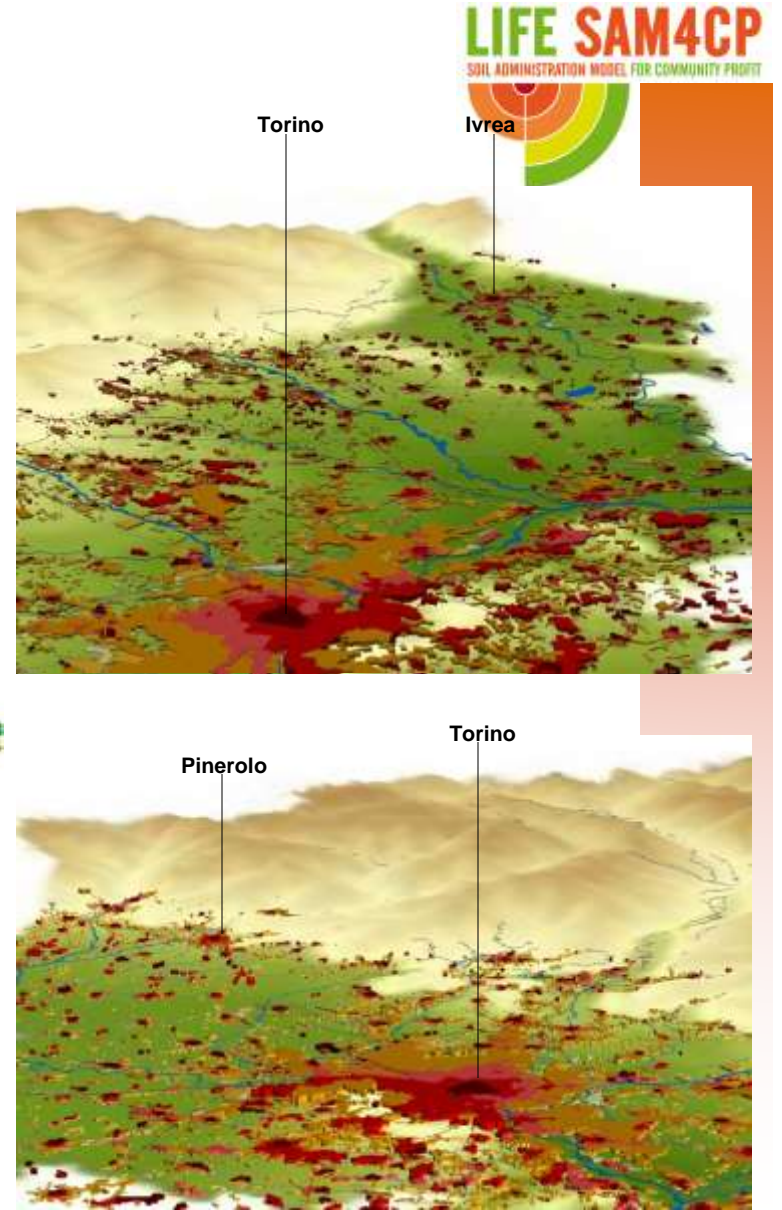 LIFE SAM4CP
SOIL ADMINISTRATION MODEL FOR COMMUNITY PROFIT
Torino
Ivrea
Torino
Pinerolo